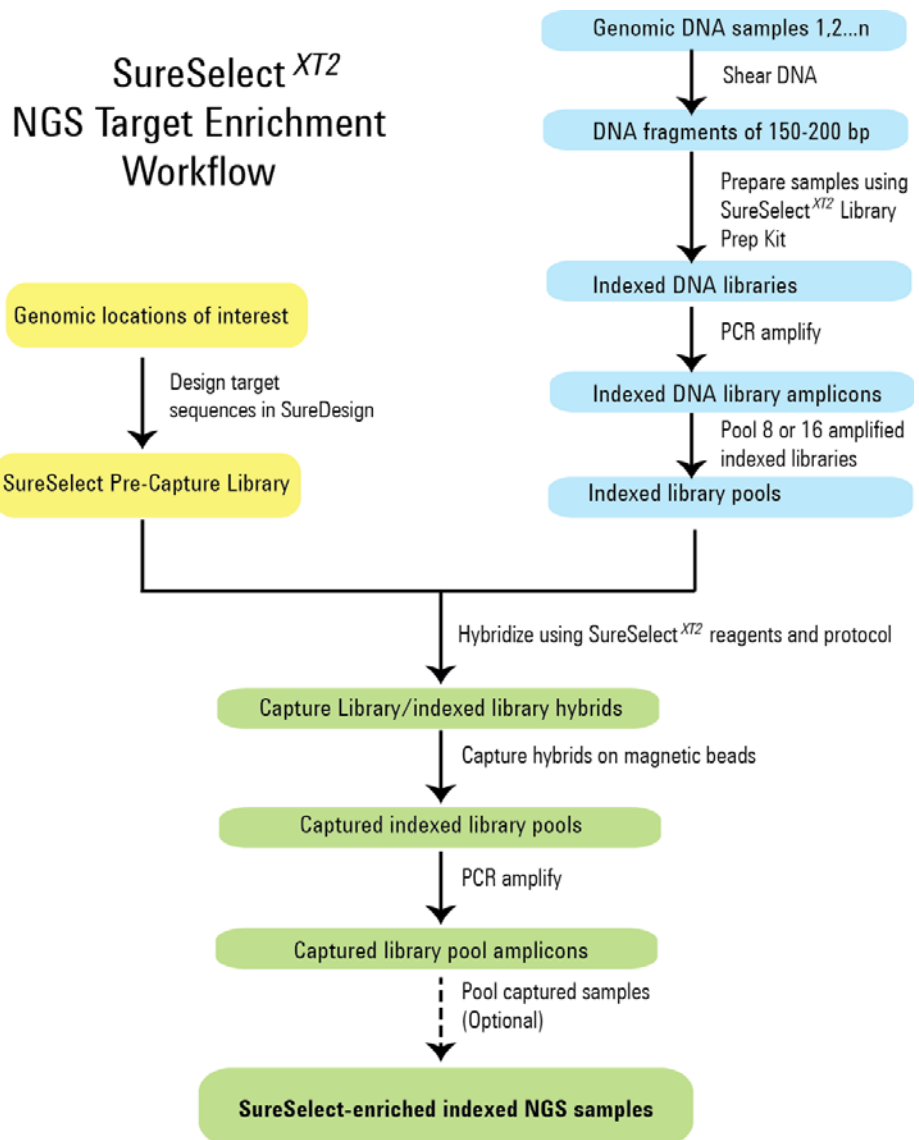 SureSelect XT2
NGS Target Enrichment
Workflow
Genomic DNA samples 1,2...n
Shear DNA
DNA fragments of 150-200 bp
Prepare samples using
SureSelect XT2 Library
Prep Kit
Indexed DNA libraries
PCR amplify
Indexed DNA library amplicons
Pool 8 or 16 amplified
indexed libraries
Indexed library pools
Genomic locations of interest
Design target
sequences in SureDesign
SureSelect Pre-Capture Library
Hybridize using SureSelect XT2 reagents and protocol
Capture Library/indexed library hybrids
Capture hybrids on magnetic beads
Captured indexed library pools
PCR amplify
Captured library pool amplicons
Pool captured samples
(Optional)
SureSelect-enriched indexed NGS samples